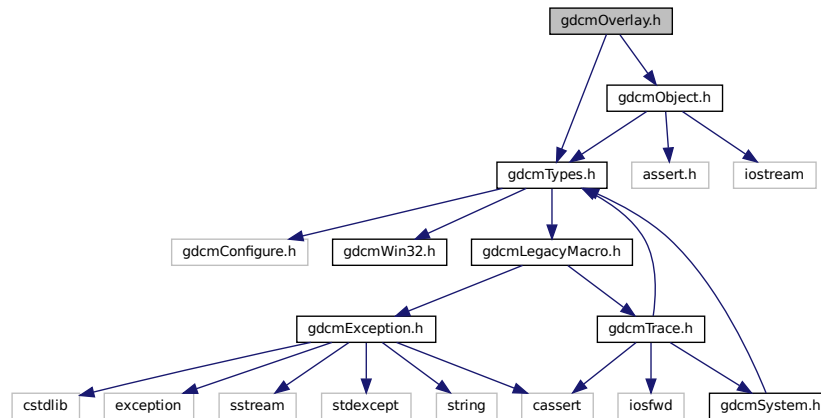 gdcmOverlay.h
gdcmObject.h
gdcmTypes.h
assert.h
iostream
gdcmConfigure.h
gdcmWin32.h
gdcmLegacyMacro.h
gdcmException.h
gdcmTrace.h
cstdlib
exception
sstream
stdexcept
string
cassert
iosfwd
gdcmSystem.h